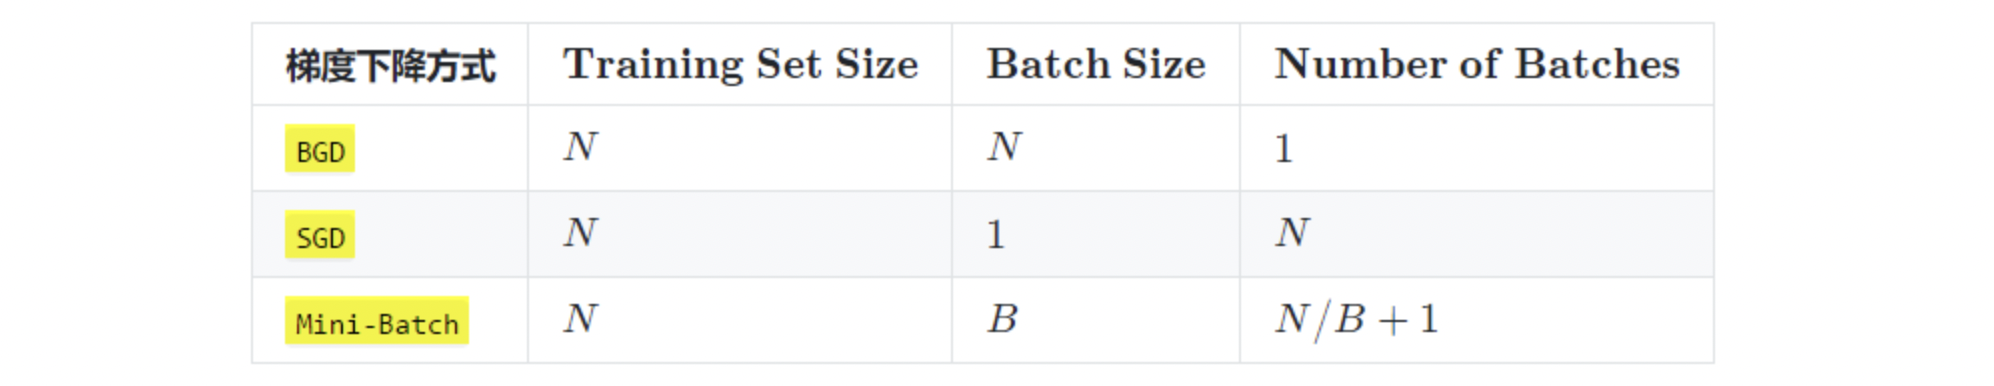 梯度下降方式 Training Set Size Batch Size Number of Batches
BGD N N 1
SGD N 1 N
Mini-Batch N B N/B + 1